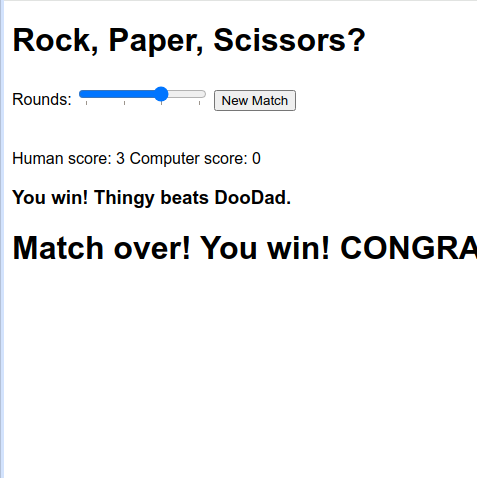 Rock, Paper, Scissors?
Rounds: New Match
Human score: 3 Computer score: 0
You win! Thingy beats DooDad.
Match over! You win! CONGRA